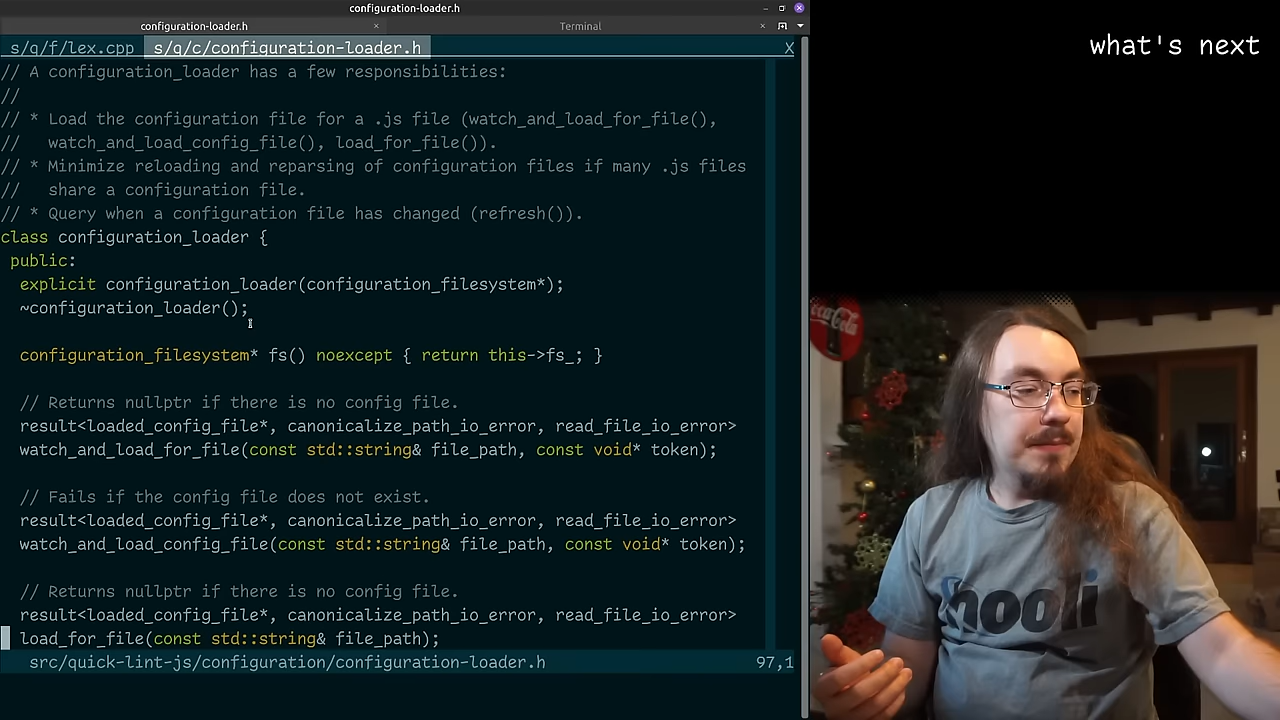 configuration-loader.h
configuration-loader.h × Terminal ×
s/q/f/lex.cpp s/q/c/configuration-loader.h X
// A configuration_loader has a few responsibilities:
//
// * Load the configuration file for a .js file (watch_and_load_for_file(),
//   watch_and_load_config_file(), load_for_file()).
// * Minimize reloading and reparsing of configuration files if many .js files
//   share a configuration file.
// * Query when a configuration file has changed (refresh()).
class configuration_loader {
 public:
  explicit configuration_loader(configuration_filesystem*);
  ~configuration_loader();
  configuration_filesystem* fs() noexcept { return this->fs_; }
  // Returns nullptr if there is no config file.
  result<loaded_config_file*, canonicalize_path_io_error, read_file_io_error>
  watch_and_load_for_file(const std::string& file_path, const void* token);
  // Fails if the config file does not exist.
  result<loaded_config_file*, canonicalize_path_io_error, read_file_io_error>
  watch_and_load_config_file(const std::string& file_path, const void* token);
  // Returns nullptr if there is no config file.
  result<loaded_config_file*, canonicalize_path_io_error, read_file_io_error>
  load_for_file(const std::string& file_path);
src/quick-lint-js/configuration/configuration-loader.h 97,1
what's next
Coca-Cola
hooli